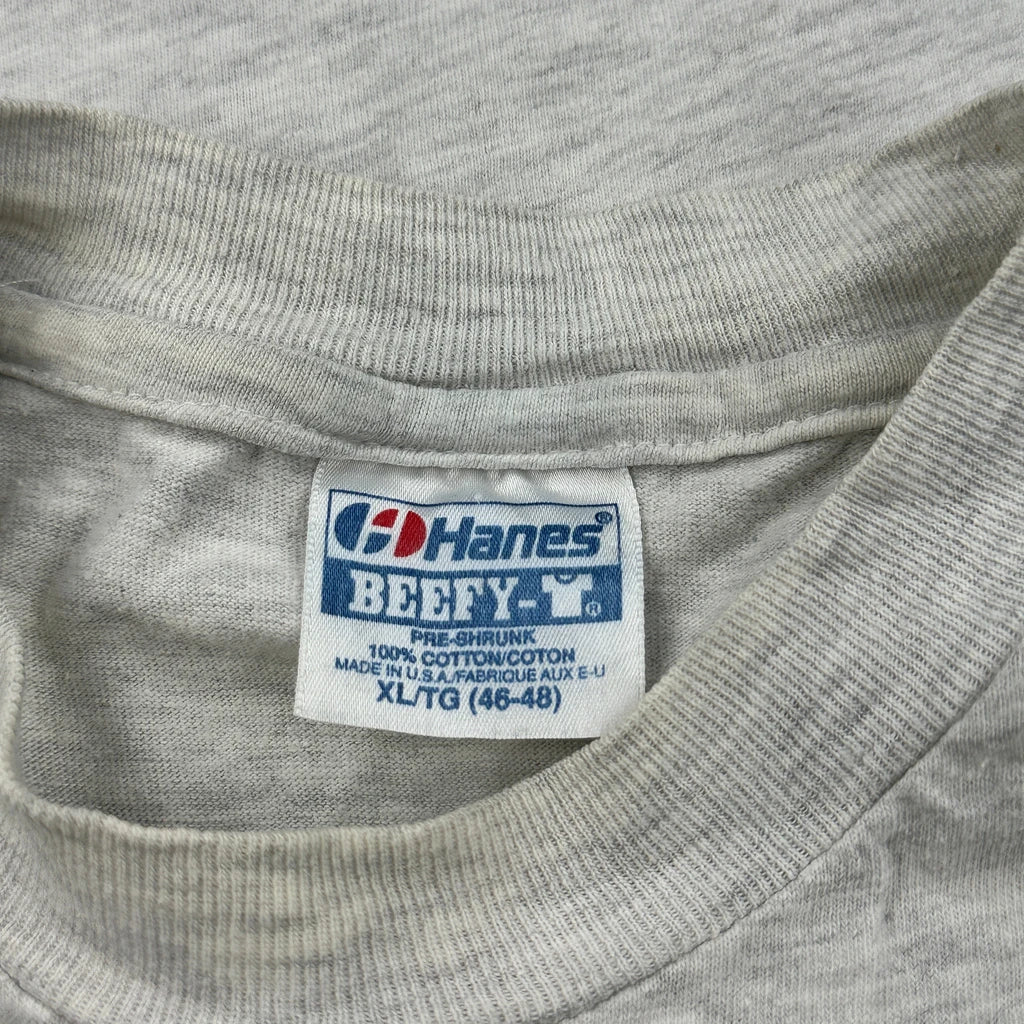 Hanes®
BEEFY-T®
PRE-SHRUNK
100% COTTON/COTON
MADE IN U.S.A./FABRIQUE AUX E-U
XL/TG (46-48)